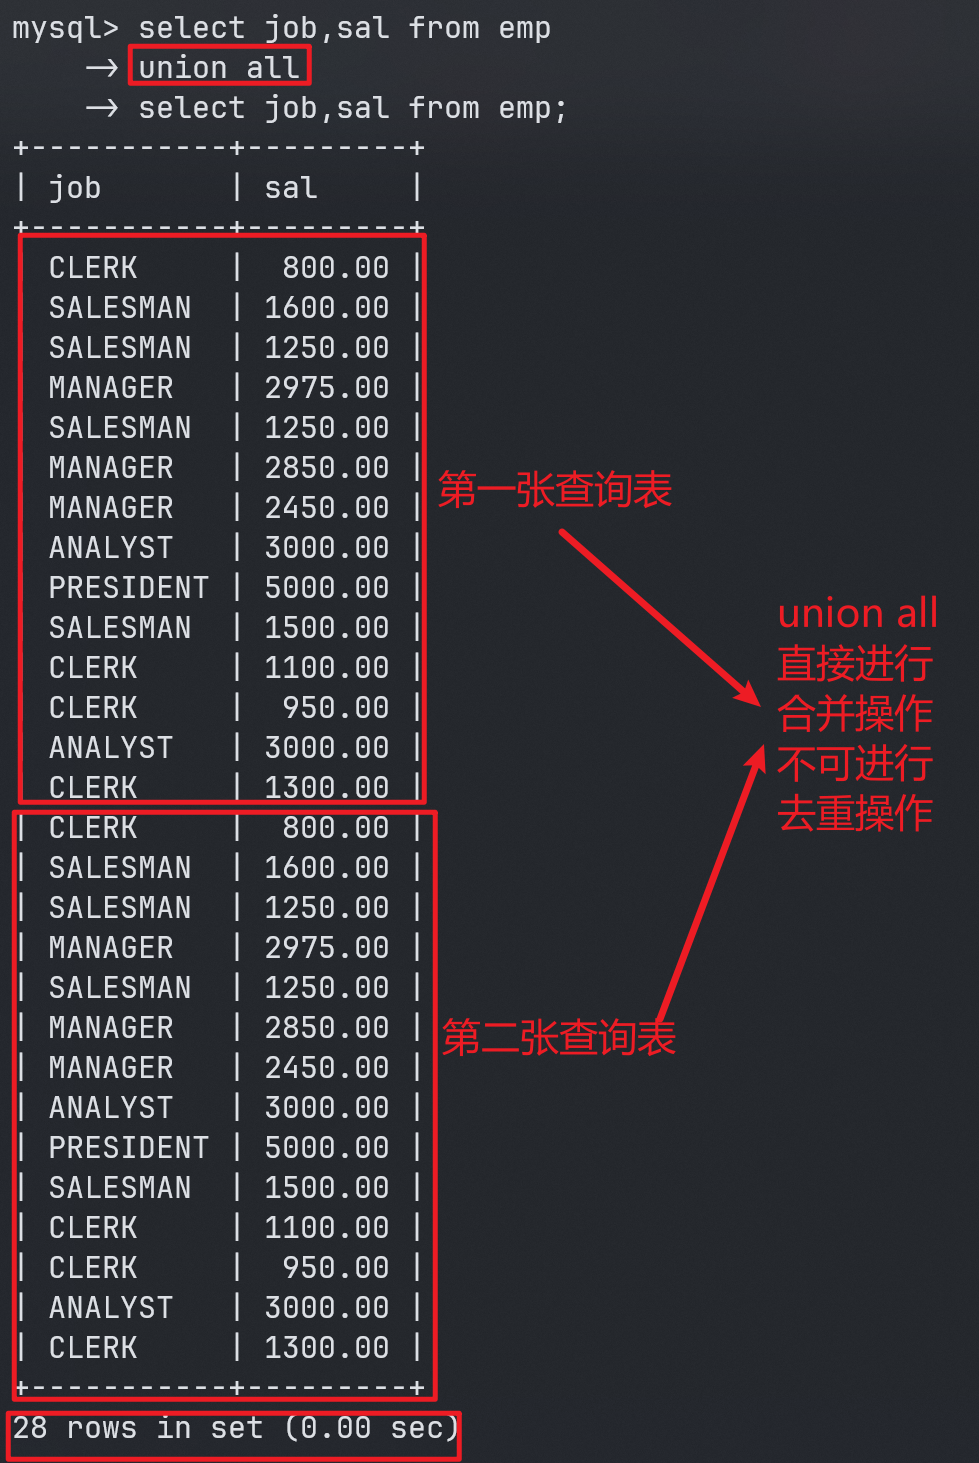 mysql> select job,sal from emp
-> union all
-> select job,sal from emp;
+-----------+---------+
| job       | sal     |
+-----------+---------+
CLERK     |  800.00 |
SALESMAN  | 1600.00 |
SALESMAN  | 1250.00 |
MANAGER   | 2975.00 |
SALESMAN  | 1250.00 |
MANAGER   | 2850.00 |
MANAGER   | 2450.00 |
ANALYST   | 3000.00 |
PRESIDENT | 5000.00 |
SALESMAN  | 1500.00 |
CLERK     | 1100.00 |
CLERK     |  950.00 |
ANALYST   | 3000.00 |
CLERK     | 1300.00 |
| CLERK     |  800.00 |
| SALESMAN  | 1600.00 |
| SALESMAN  | 1250.00 |
| MANAGER   | 2975.00 |
| SALESMAN  | 1250.00 |
| MANAGER   | 2850.00 |
| MANAGER   | 2450.00 |
| ANALYST   | 3000.00 |
| PRESIDENT | 5000.00 |
| SALESMAN  | 1500.00 |
| CLERK     | 1100.00 |
| CLERK     |  950.00 |
| ANALYST   | 3000.00 |
| CLERK     | 1300.00 |
+-----------+---------+
28 rows in set (0.00 sec)
第一张查询表
第二张查询表
union all
直接进行
合并操作
不可进行
去重操作